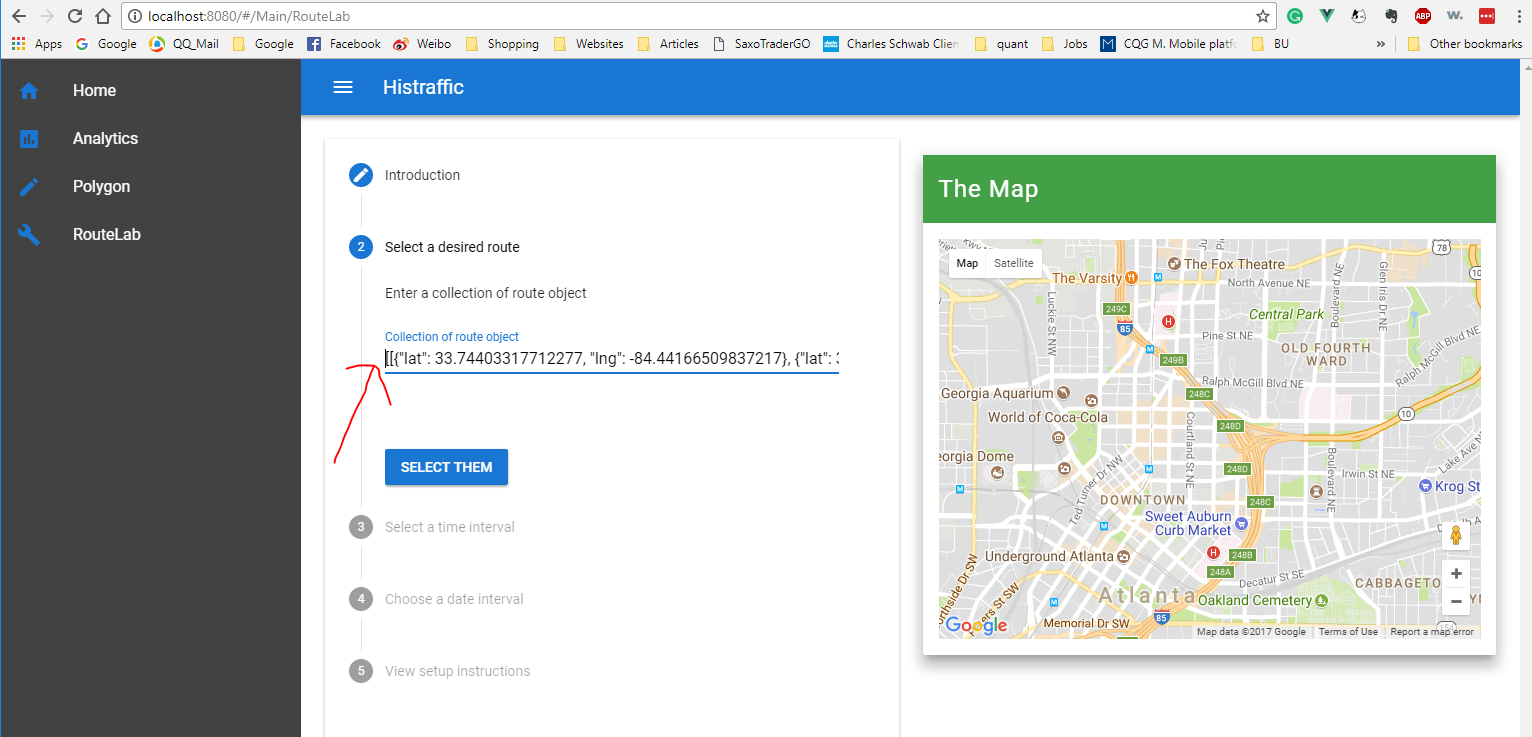 localhost:8080/#/Main/RouteLab
Apps Google QQ_Mail Google Facebook Weibo Shopping Websites Articles SaxoTraderGO Charles Schwab Clien quant Jobs CQG M. Mobile platf BU » Other bookmarks
Home
Analytics
Polygon
RouteLab
Histraffic
Introduction
2 Select a desired route
Enter a collection of route object
Collection of route object
[[{"lat": 33.74403317712277, "lng": -84.44166509837217}, {"lat": 3
SELECT THEM
3 Select a time interval
4 Choose a date interval
5 View setup instructions
The Map
Map Satellite
78
The Fox Theatre
The Varsity
North Avenue NE
Glen Iris Dr NE
Boulevard NE
10
Luckie St NW
249C
Central Park
85
Pine St NE
OLD FOURTH
WARD
249B
Ralph McGill Blvd NE
Ralph McGill Blvd
Georgia Aquarium
248C
10
World of Coca-Cola
Courtland St NE
248D
eorgia Dome
248D
Boulevard NE
Irwin St NE
Lake Ave N
Krog St
Ted Turner Dr NW
DOWNTOWN
248C
Sweet Auburn
Curb Market
Underground Atlanta
248B
248A
Decatur St SE
CABBAGETO
Atlanta
Oakland Cemetery
Northside Dr SW
Memorial Dr SW
85
154
Google
Map data ©2017 Google Terms of Use Report a map error